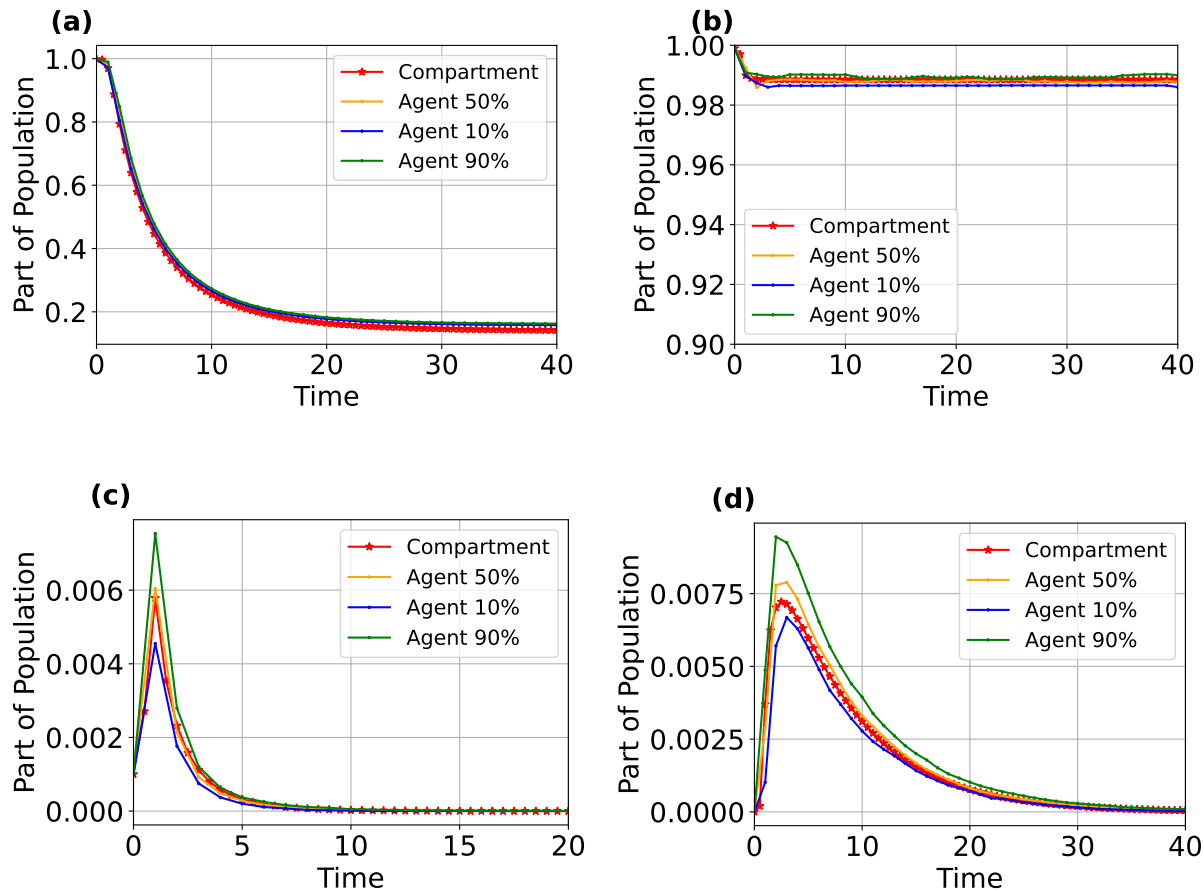 (a)
1.0
0.8
0.6
0.4
0.2
Part of Population
0
10
20
30
40
Time
Compartment
Agent 50%
Agent 10%
Agent 90%
(b)
1.00
0.98
0.96
0.94
0.92
0.90
Part of Population
0
10
20
30
40
Time
Compartment
Agent 50%
Agent 10%
Agent 90%
(c)
0.006
0.004
0.002
0.000
Part of Population
0
5
10
15
20
Time
Compartment
Agent 50%
Agent 10%
Agent 90%
(d)
0.0075
0.0050
0.0025
0.0000
Part of Population
0
10
20
30
40
Time
Compartment
Agent 50%
Agent 10%
Agent 90%